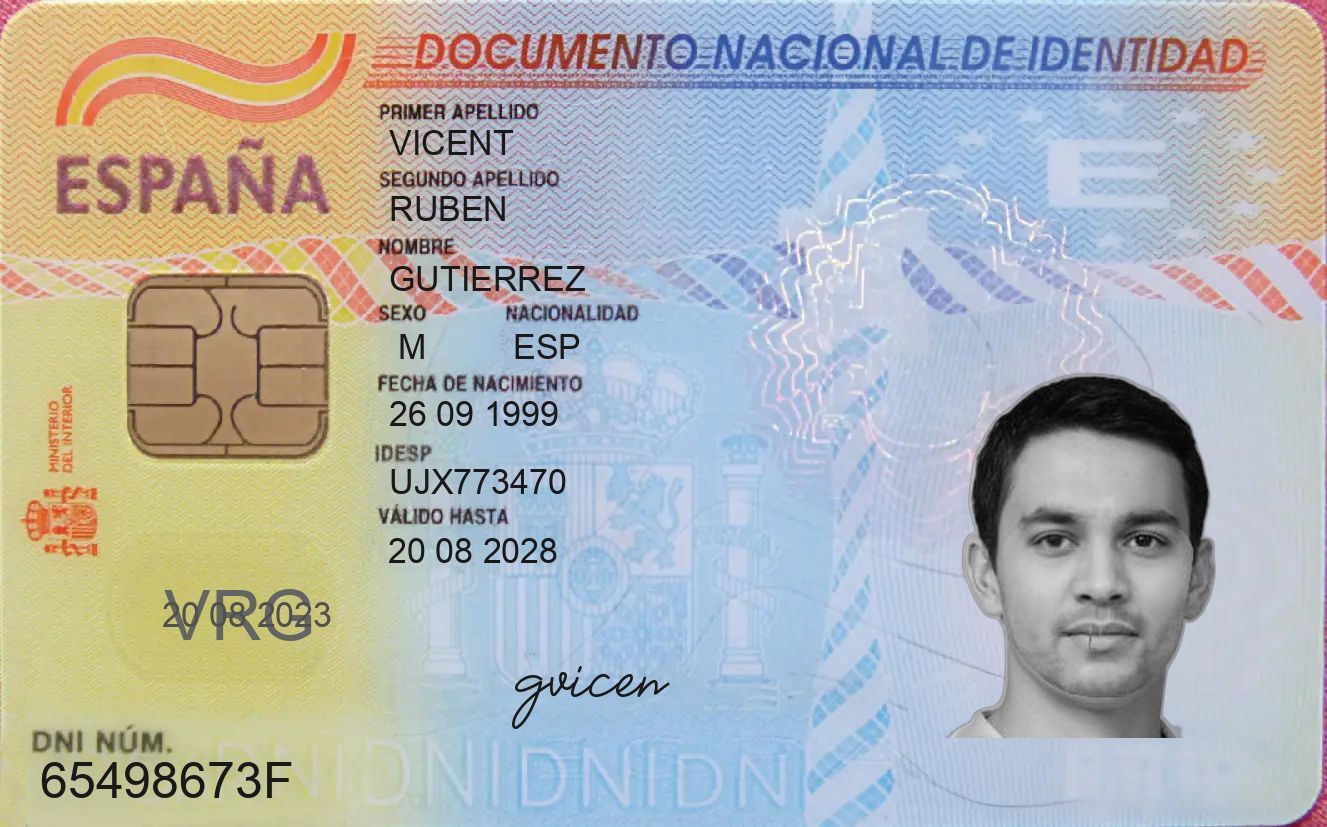 DOCUMENTO NACIONAL DE IDENTIDAD
ESPAÑA
PRIMER APELLIDO
VICENT
SEGUNDO APELLIDO
RUBEN
NOMBRE
GUTIERREZ
SEXO NACIONALIDAD
M ESP
FECHA DE NACIMIENTO
26 09 1999
IDESP
UJX773470
VÁLIDO HASTA
20 08 2028
MINISTERIO
DEL INTERIOR
20 08 2023
VRG
gvicen
DNI NÚM.
65498673F
DNIDNIDNIDNI
E